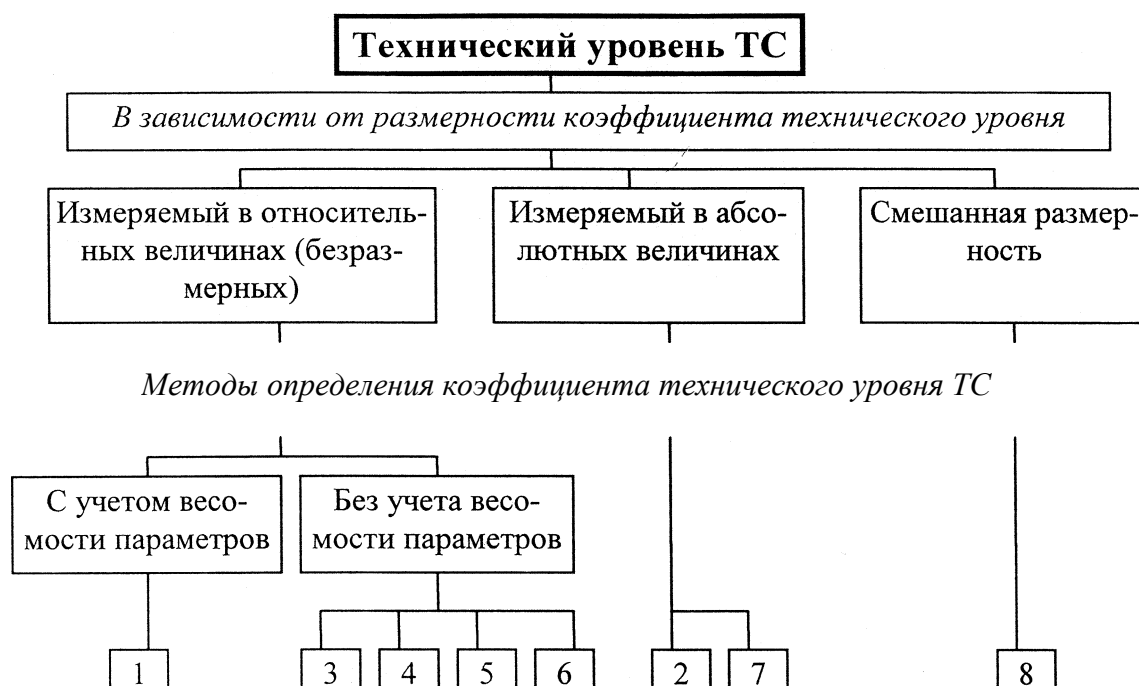 Технический уровень ТС
В зависимости от размерности коэффициента технического уровня
Измеряемый в относитель-
ных величинах (безраз-
мерных)
Измеряемый в абсо-
лютных величинах
Смешанная размер-
ность
Методы определения коэффициента технического уровня ТС
С учетом весо-
мости параметров
Без учета весо-
мости параметров
1 3 4 5 6 2 7 8